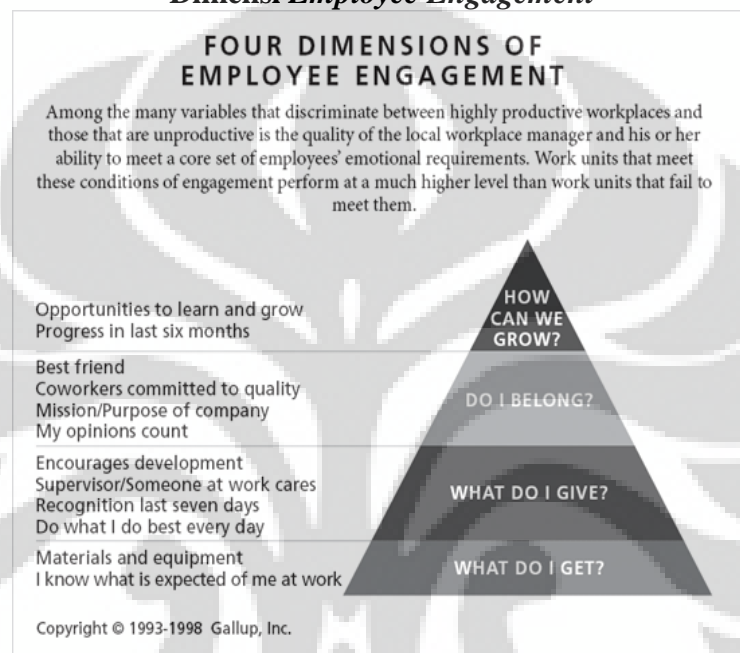 Dimensi Employee Engagement
FOUR DIMENSIONS OF
EMPLOYEE ENGAGEMENT
Among the many variables that discriminate between highly productive workplaces and
those that are unproductive is the quality of the local workplace manager and his or her
ability to meet a core set of employees' emotional requirements. Work units that meet
these conditions of engagement perform at a much higher level than work units that fail to
meet them.
Opportunities to learn and grow
Progress in last six months
HOW
CAN WE
GROW?
Best friend
Coworkers committed to quality
Mission/Purpose of company
My opinions count
DO I BELONG?
Encourages development
Supervisor/Someone at work cares
Recognition last seven days
Do what I do best every day
WHAT DO I GIVE?
Materials and equipment
I know what is expected of me at work
WHAT DO I GET?
Copyright © 1993-1998 Gallup, Inc.